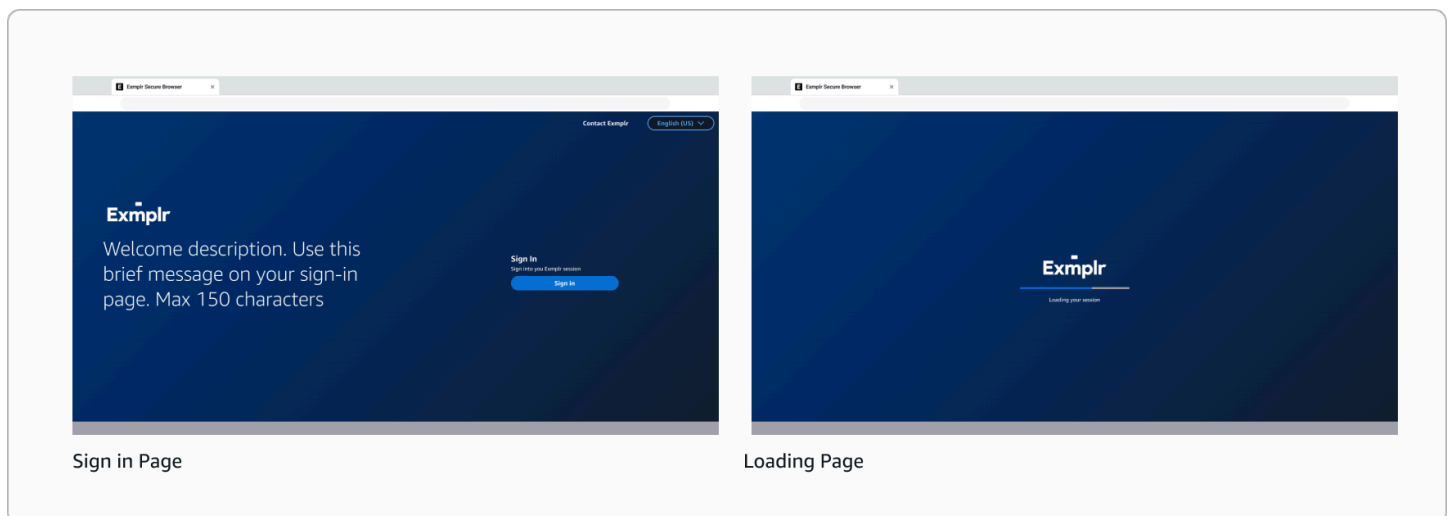 E Exmplr Secure Browser ×
Contact Exmplr English (US)
Exmplr
Welcome description. Use this
brief message on your sign-in
page. Max 150 characters
Sign In
Sign into you Exmplr session
Sign in
Sign in Page
E Exmplr Secure Browser ×
Exmplr
Loading your session
Loading Page